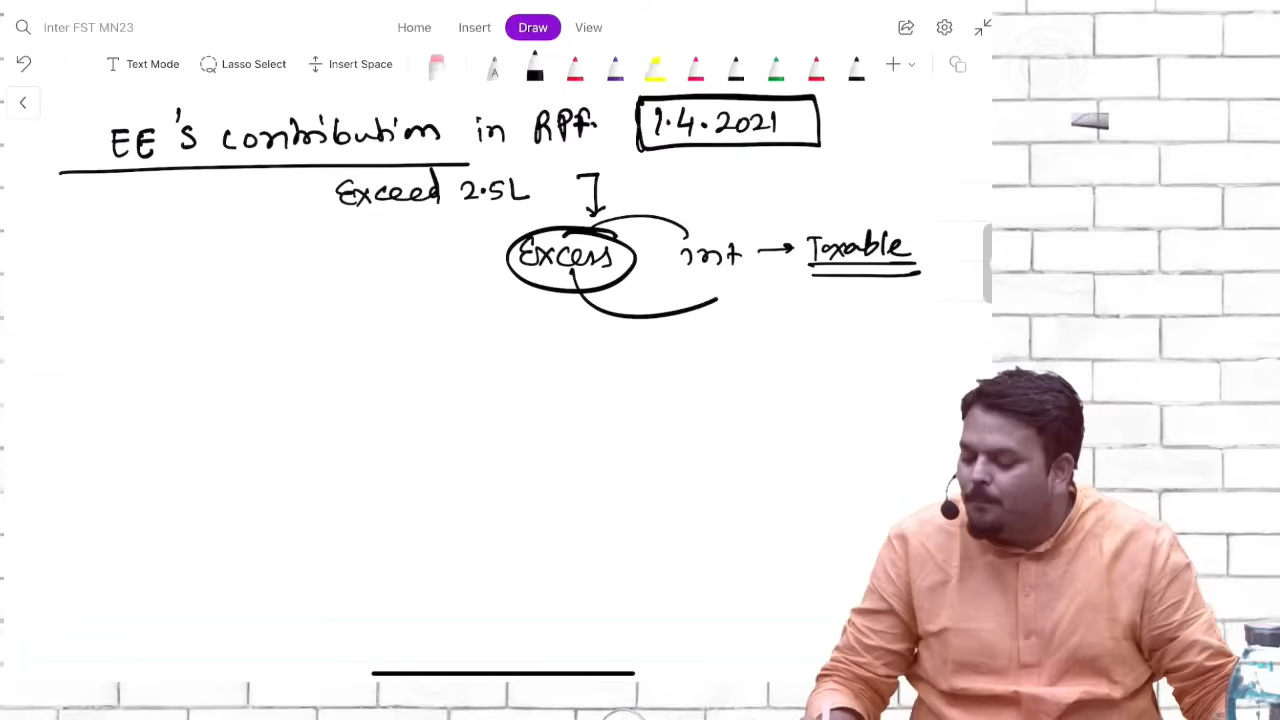 Inter FST MN23
Home Insert Draw View
Text Mode Lasso Select Insert Space
EE's contribution in RPF. 1.4.2021
Exceed 2.5L
Excess int → Taxable